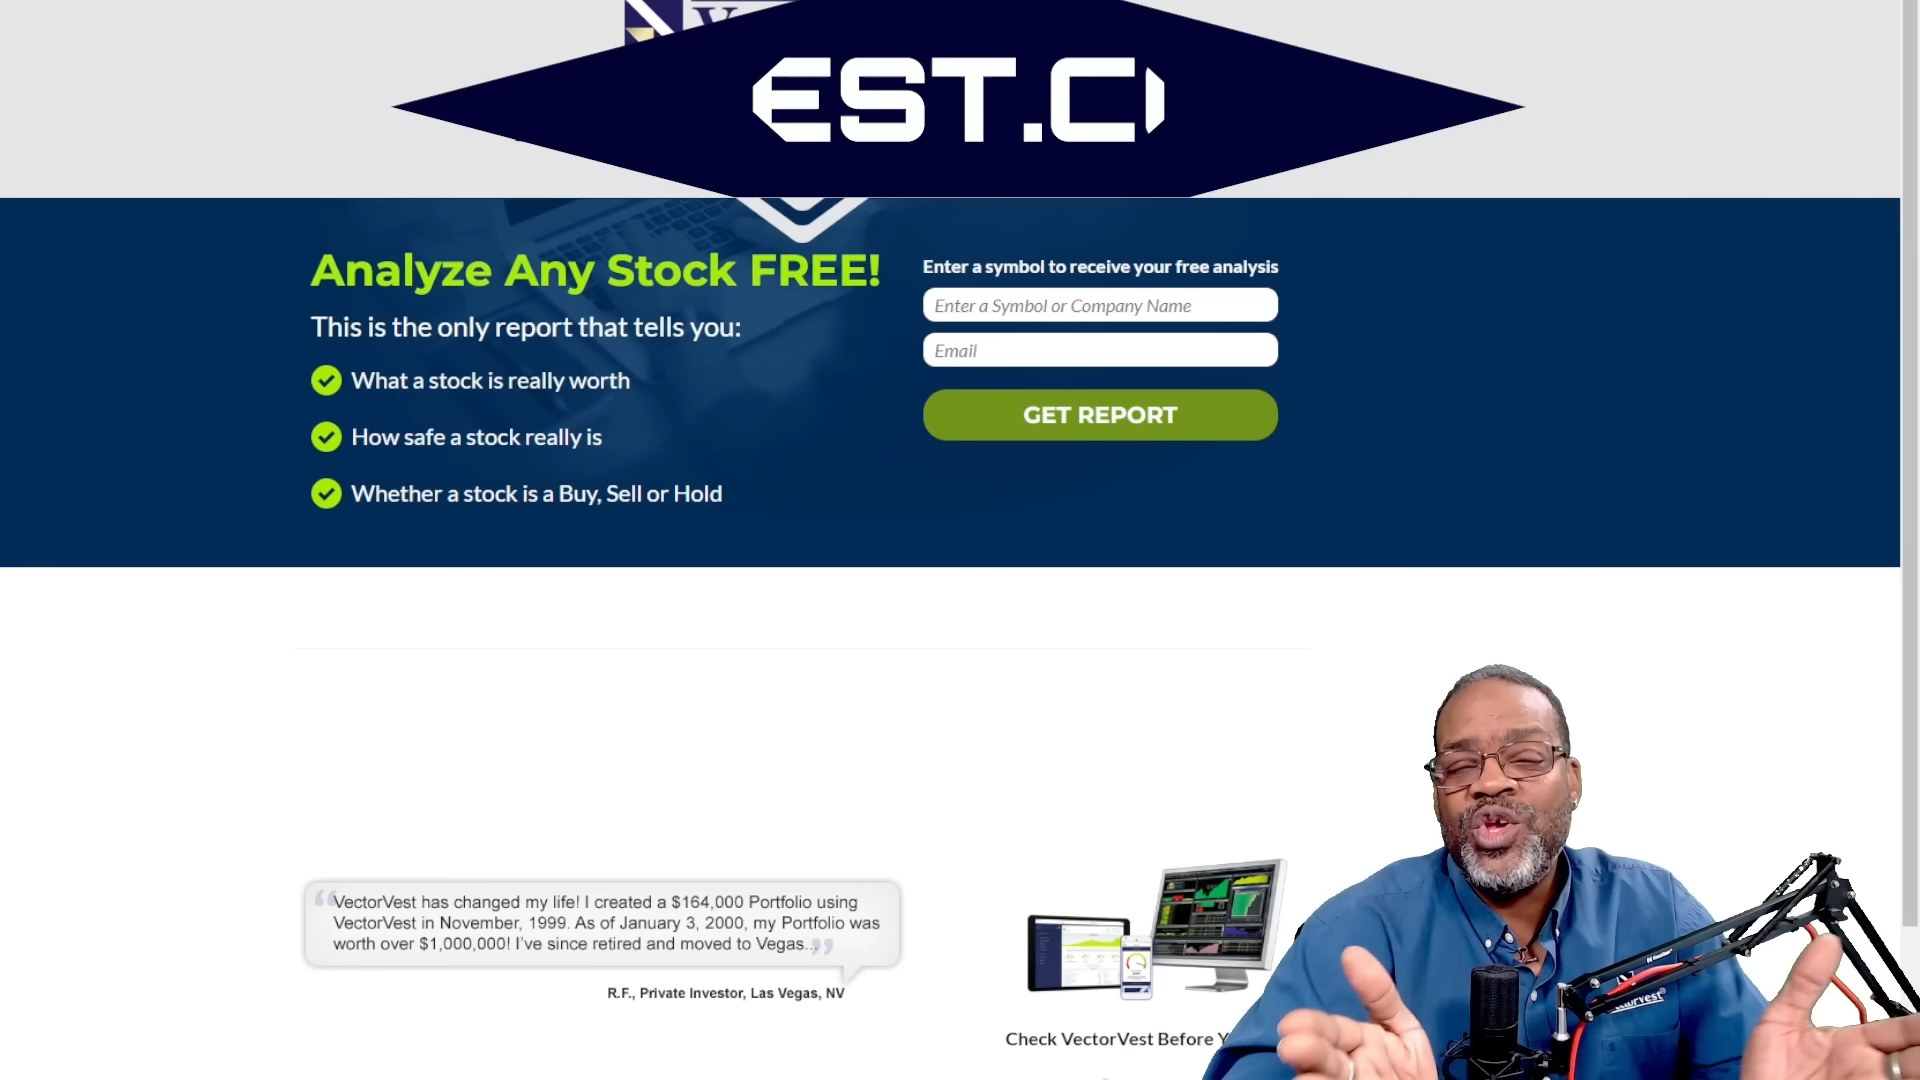 EST.C
Analyze Any Stock FREE!
This is the only report that tells you:
What a stock is really worth
How safe a stock really is
Whether a stock is a Buy, Sell or Hold
Enter a symbol to receive your free analysis
Enter a Symbol or Company Name
Email
GET REPORT
“VectorVest has changed my life! I created a $164,000 Portfolio using
VectorVest in November, 1999. As of January 3, 2000, my Portfolio was
worth over $1,000,000! I've since retired and moved to Vegas...”
R.F., Private Investor, Las Vegas, NV
Check VectorVest Before